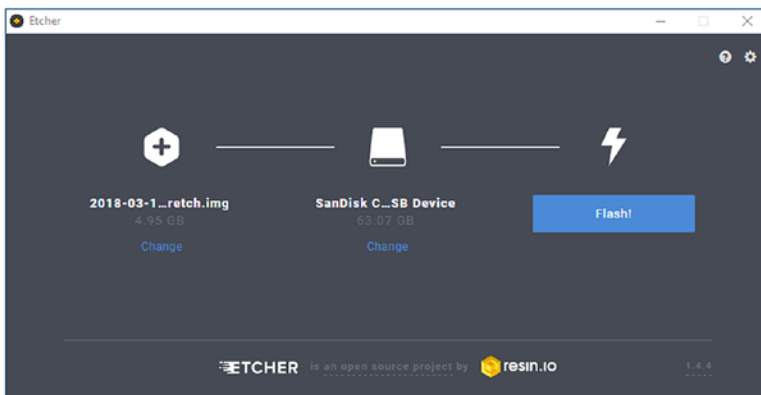 Etcher
2018-03-1...retch.img
4.95 GB
Change
SanDisk C...SB Device
63.07 GB
Change
Flash!
ETCHER is an open source project by resin.io
1.4.4